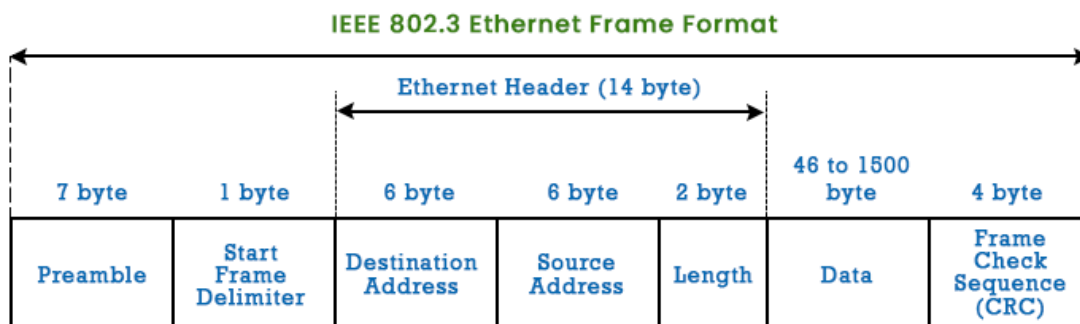 IEEE 802.3 Ethernet Frame Format
Ethernet Header (14 byte)
7 byte
1 byte
6 byte
6 byte
2 byte
46 to 1500
byte
4 byte
Preamble
Start
Frame
Delimiter
Destination
Address
Source
Address
Length
Data
Frame
Check
Sequence
(CRC)